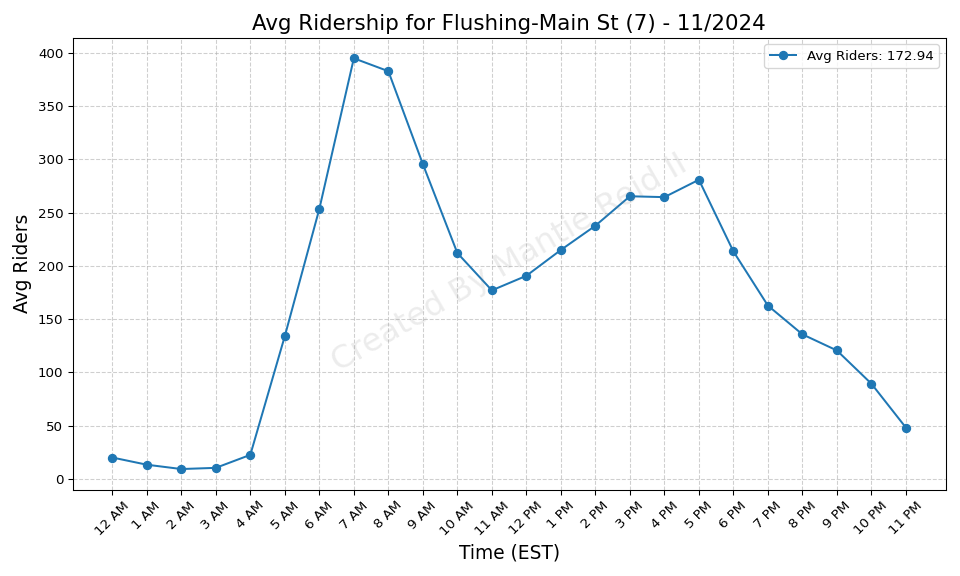 Avg Ridership for Flushing-Main St (7) - 11/2024
Avg Riders: 172.94
Avg Riders
400
350
300
250
200
150
100
50
0
Created By Mantie Reid II
12 AM
1 AM
2 AM
3 AM
4 AM
5 AM
6 AM
7 AM
8 AM
9 AM
10 AM
11 AM
12 PM
1 PM
2 PM
3 PM
4 PM
5 PM
6 PM
7 PM
8 PM
9 PM
10 PM
11 PM
Time (EST)